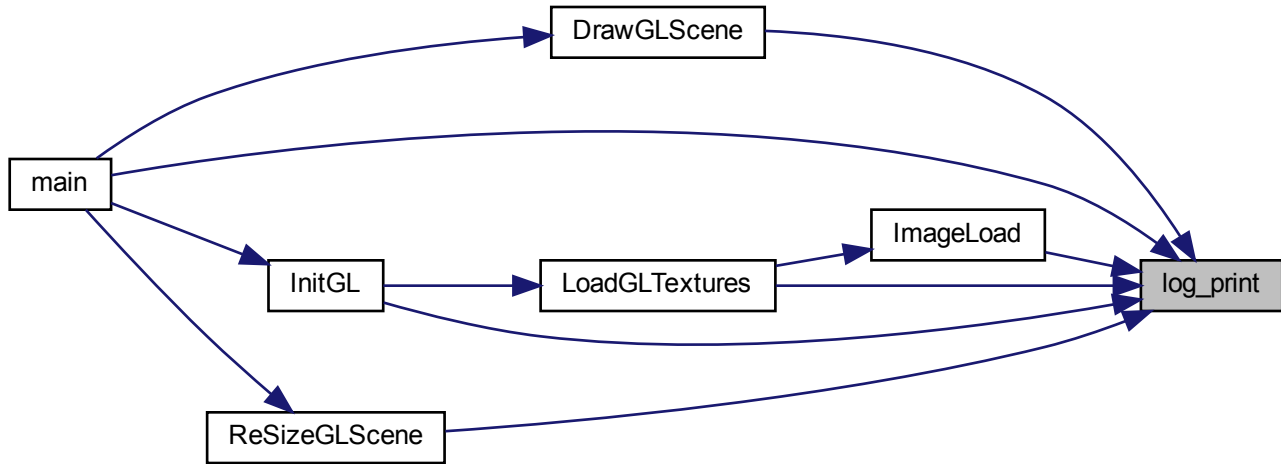 DrawGLScene
main
ImageLoad
InitGL
LoadGLTextures
log_print
ReSizeGLScene